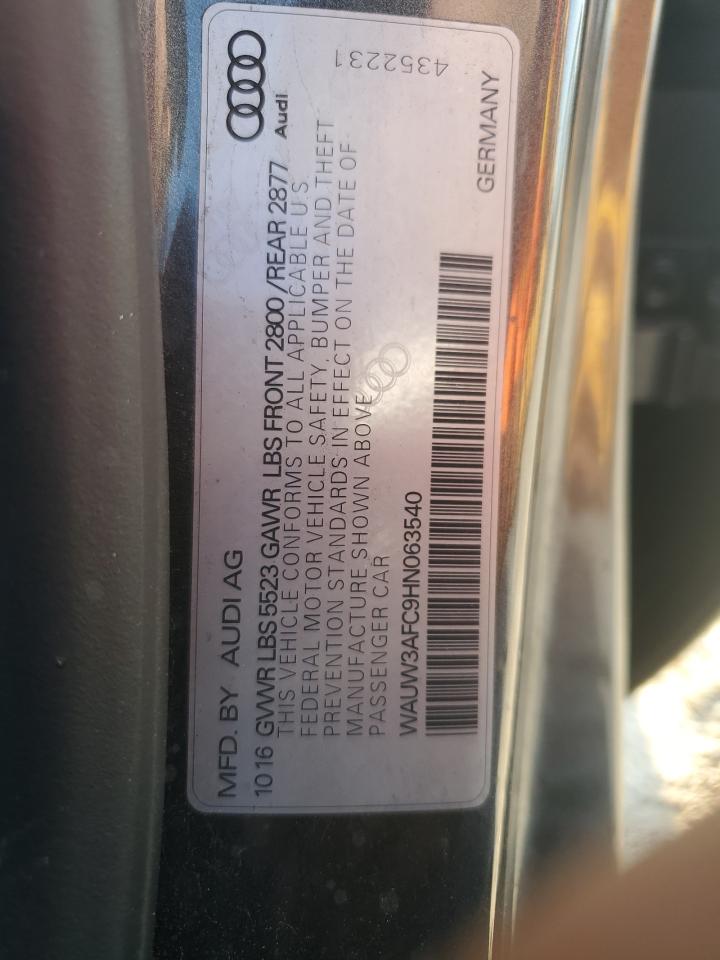 MFD. BY AUDI AG
Audi
1016 GVWR LBS 5523 GAWR LBS FRONT 2800 /REAR 2877
THIS VEHICLE CONFORMS TO ALL APPLICABLE U S
FEDERAL MOTOR VEHICLE SAFETY, BUMPER AND THEFT
PREVENTION STANDARDS IN EFFECT ON THE DATE OF
MANUFACTURE SHOWN ABOVE
PASSENGER CAR
WAUW3AFC9HN063540
4352231
GERMANY